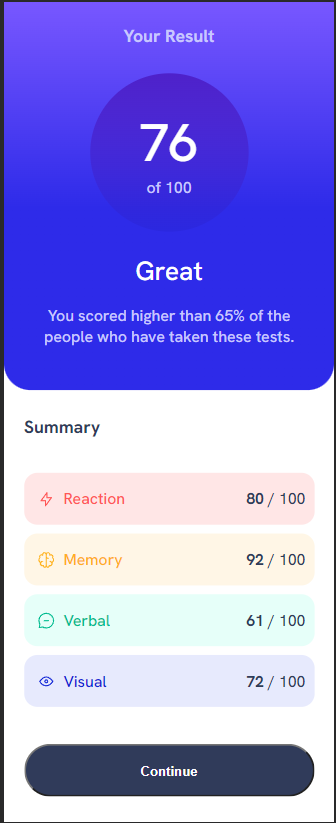 Your Result
76
of 100
Great
You scored higher than 65% of the
people who have taken these tests.
Summary
Reaction 80 / 100
Memory 92 / 100
Verbal 61 / 100
Visual 72 / 100
Continue